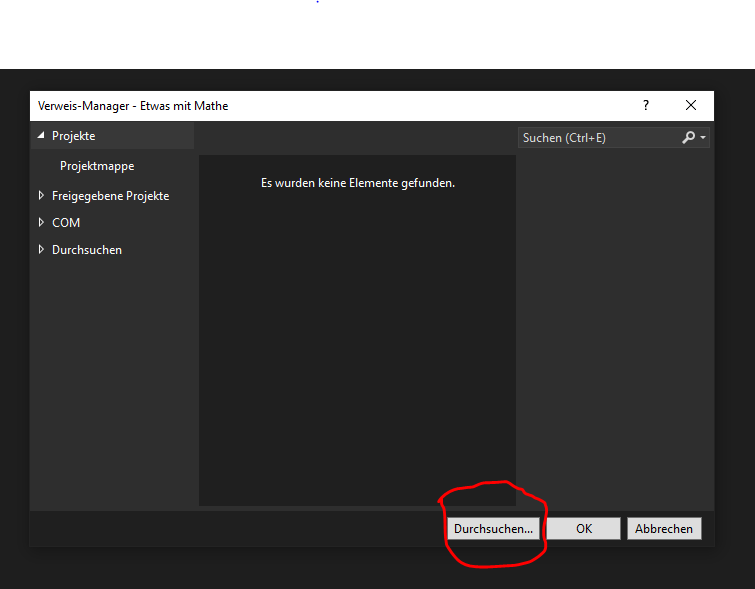 Verweis-Manager - Etwas mit Mathe
?
Projekte
Suchen (Ctrl+E)
Projektmappe
Es wurden keine Elemente gefunden.
Freigegebene Projekte
COM
Durchsuchen
Durchsuchen...
OK
Abbrechen